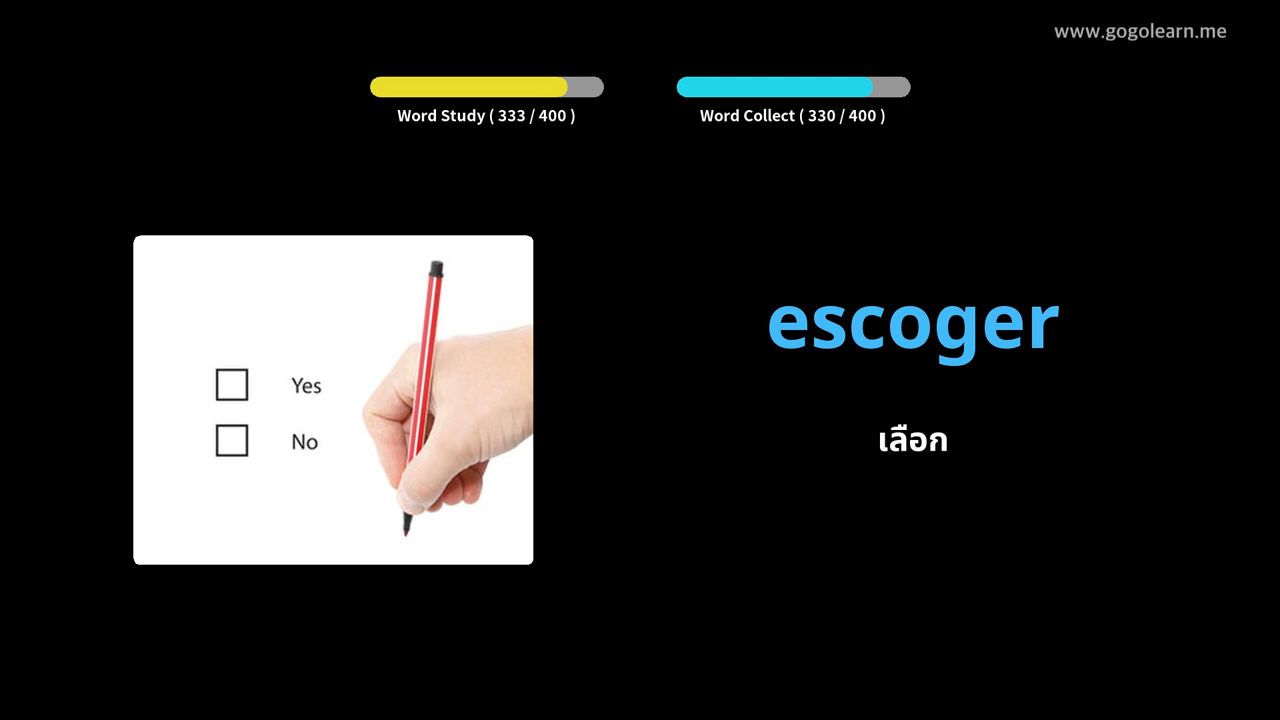 www.gogolearn.me
Word Study ( 333 / 400 )
Word Collect ( 330 / 400 )
Yes
No
escoger
เลือก